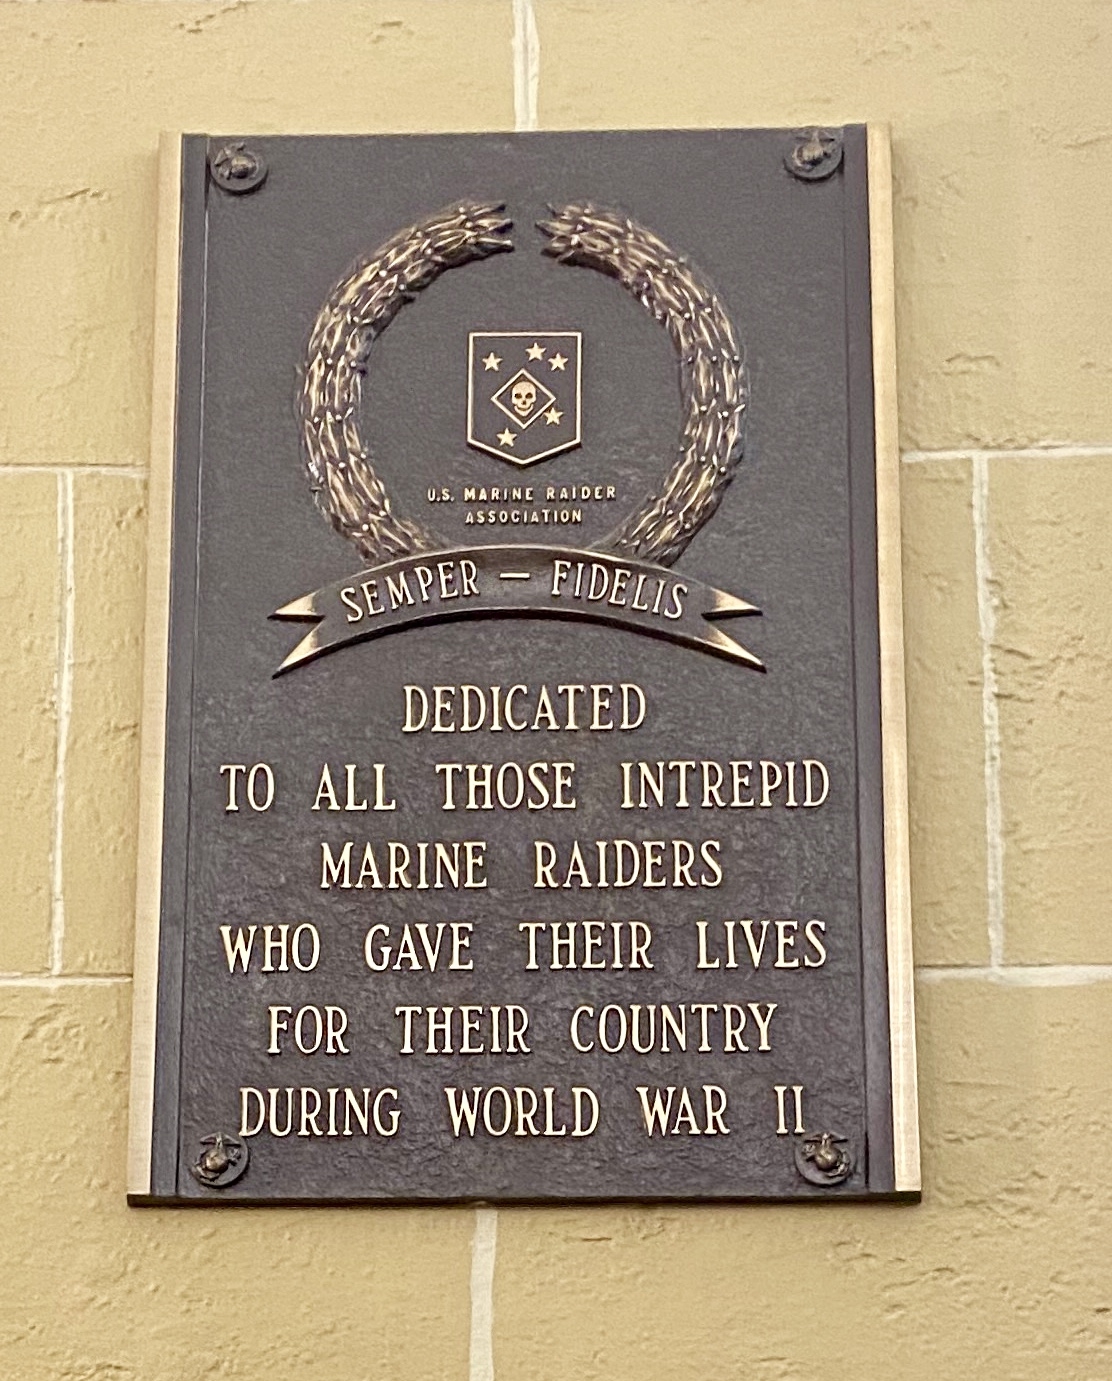 U.S. MARINE RAIDER
ASSOCIATION
SEMPER — FIDELIS
DEDICATED
TO ALL THOSE INTREPID
MARINE RAIDERS
WHO GAVE THEIR LIVES
FOR THEIR COUNTRY
DURING WORLD WAR II